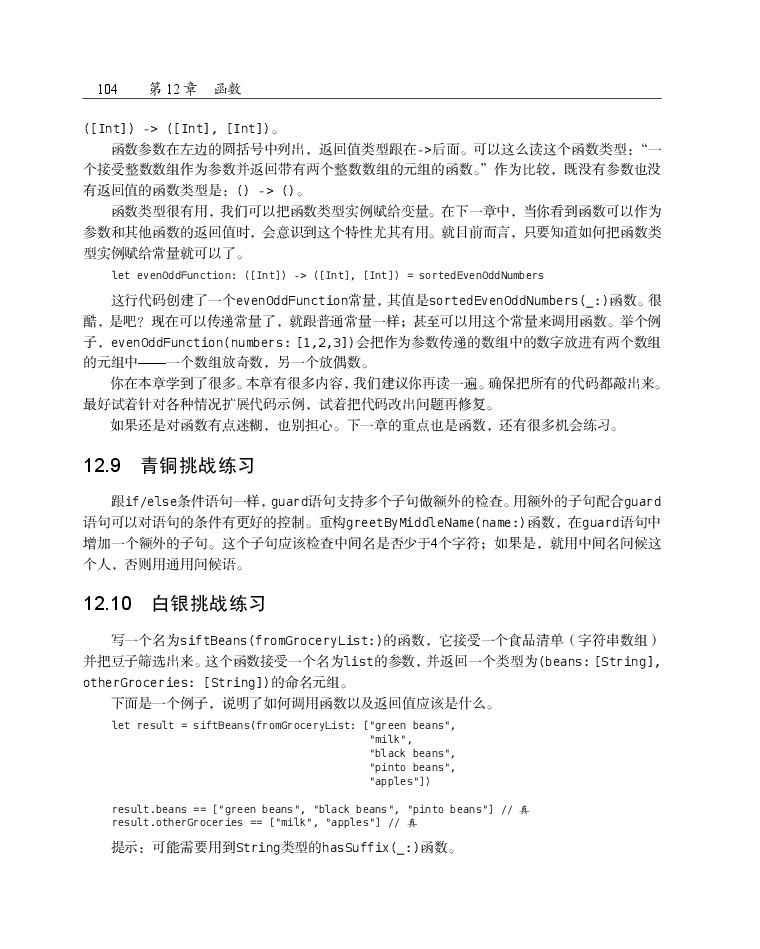 104 第 12 章 函数
([Int]) -> ([Int], [Int])。
函数参数在左边的圆括号中列出，返回值类型跟在->后面。可以这么读这个函数类型：“一
个接受整数数组作为参数并返回带有两个整数数组的元组的函数。”作为比较，既没有参数也没
有返回值的函数类型是：() -> ()。
函数类型很有用，我们可以把函数类型实例赋给变量。在下一章中，当你看到函数可以作为
参数和其他函数的返回值时，会意识到这个特性尤其有用。就目前而言，只要知道如何把函数类
型实例赋给常量就可以了。
let evenOddFunction: ([Int]) -> ([Int], [Int]) = sortedEvenOddNumbers
这行代码创建了一个evenOddFunction常量，其值是sortedEvenOddNumbers(_:)函数。很
酷，是吧？现在可以传递常量了，就跟普通常量一样；甚至可以用这个常量来调用函数。举个例
子，evenOddFunction(numbers: [1,2,3])会把作为参数传递的数组中的数字放进有两个数组
的元组中——一个数组放奇数，另一个放偶数。
你在本章学到了很多。本章有很多内容，我们建议你再读一遍。确保把所有的代码都敲出来。
最好试着针对各种情况扩展代码示例，试着把代码改出问题再修复。
如果还是对函数有点迷糊，也别担心。下一章的重点也是函数，还有很多机会练习。
12.9 青铜挑战练习
跟if/else条件语句一样，guard语句支持多个子句做额外的检查。用额外的子句配合guard
语句可以对语句的条件有更好的控制。重构greetByMiddleName(name:)函数，在guard语句中
增加一个额外的子句。这个子句应该检查中间名是否少于4个字符；如果是，就用中间名问候这
个人，否则用通用问候语。
12.10 白银挑战练习
写一个名为siftBeans(fromGroceryList:)的函数，它接受一个食品清单（字符串数组）
并把豆子筛选出来。这个函数接受一个名为list的参数，并返回一个类型为(beans: [String],
otherGroceries: [String])的命名元组。
下面是一个例子，说明了如何调用函数以及返回值应该是什么。
let result = siftBeans(fromGroceryList: ["green beans",
"milk",
"black beans",
"pinto beans",
"apples"])
result.beans == ["green beans", "black beans", "pinto beans"] // 真
result.otherGroceries == ["milk", "apples"] // 真
提示：可能需要用到String类型的hasSuffix(_:)函数。